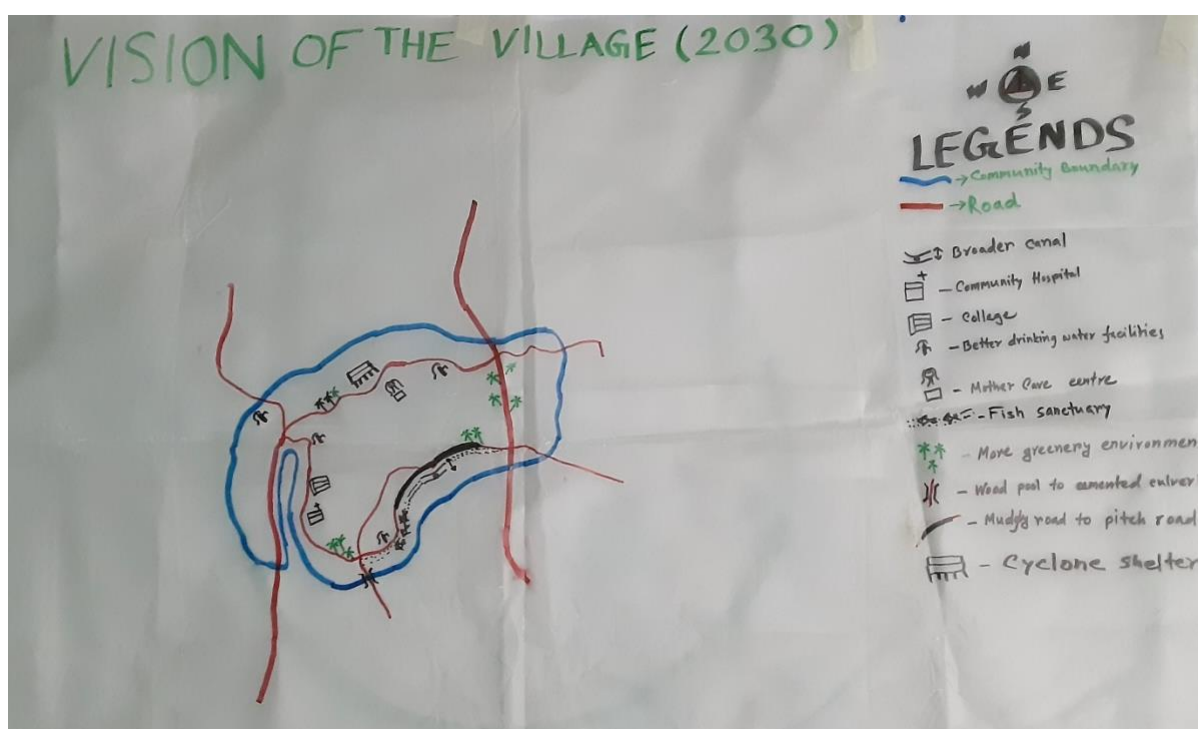 VISION OF THE VILLAGE (2030)
N
W E
S
LEGENDS
→ Community Boundary
→ Road
Broader canal
- Community Hospital
- College
- Better drinking water facilities
- Mother Care centre
- Fish sanctuary
- More greenery environmen
- Wood pool to cemented culver
- Muddy road to pitch road
- Cyclone shelter